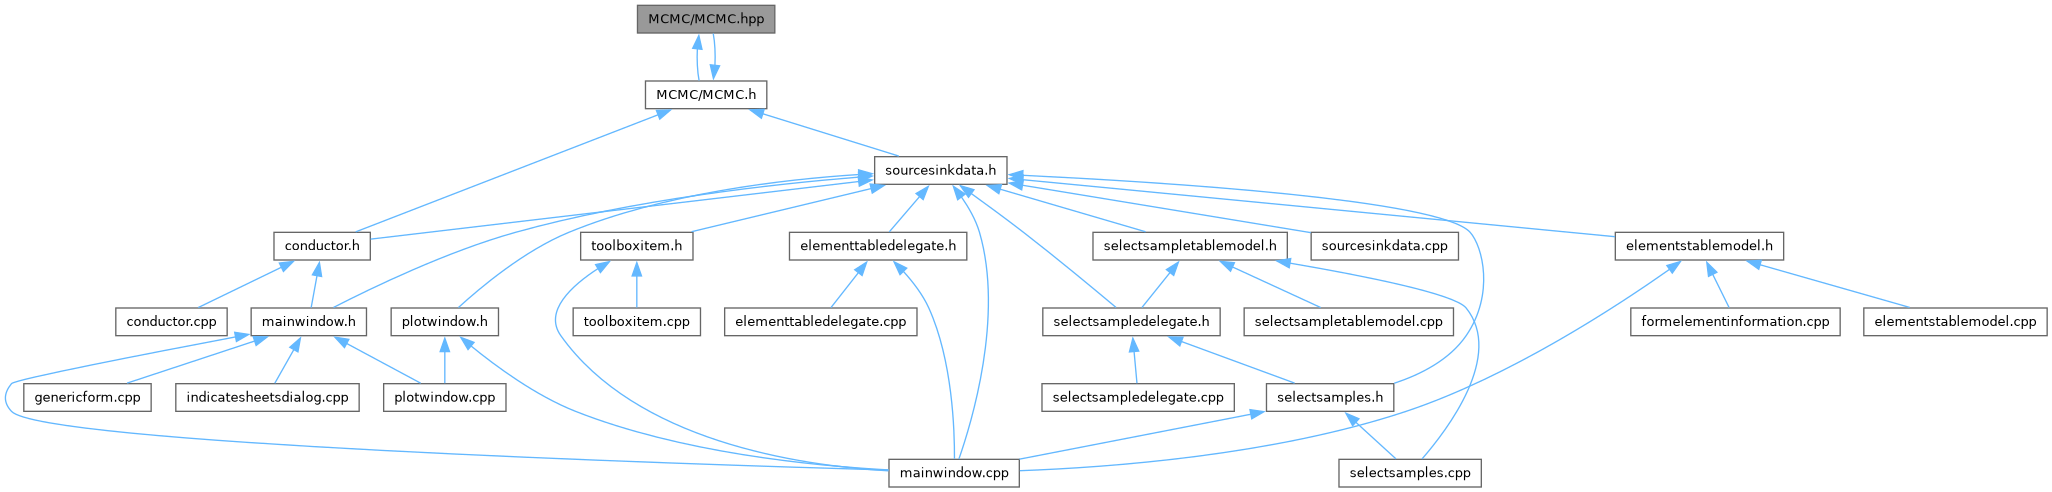 MCMC/MCMC.hpp
MCMC/MCMC.h
sourcesinkdata.h
conductor.h
toolboxitem.h
elementtabledelegate.h
selectsampletablemodel.h
sourcesinkdata.cpp
elementstablemodel.h
conductor.cpp
mainwindow.h
plotwindow.h
toolboxitem.cpp
elementtabledelegate.cpp
selectsampledelegate.h
selectsampletablemodel.cpp
formelementinformation.cpp
elementstablemodel.cpp
genericform.cpp
indicatesheetsdialog.cpp
plotwindow.cpp
selectsampledelegate.cpp
selectsamples.h
mainwindow.cpp
selectsamples.cpp